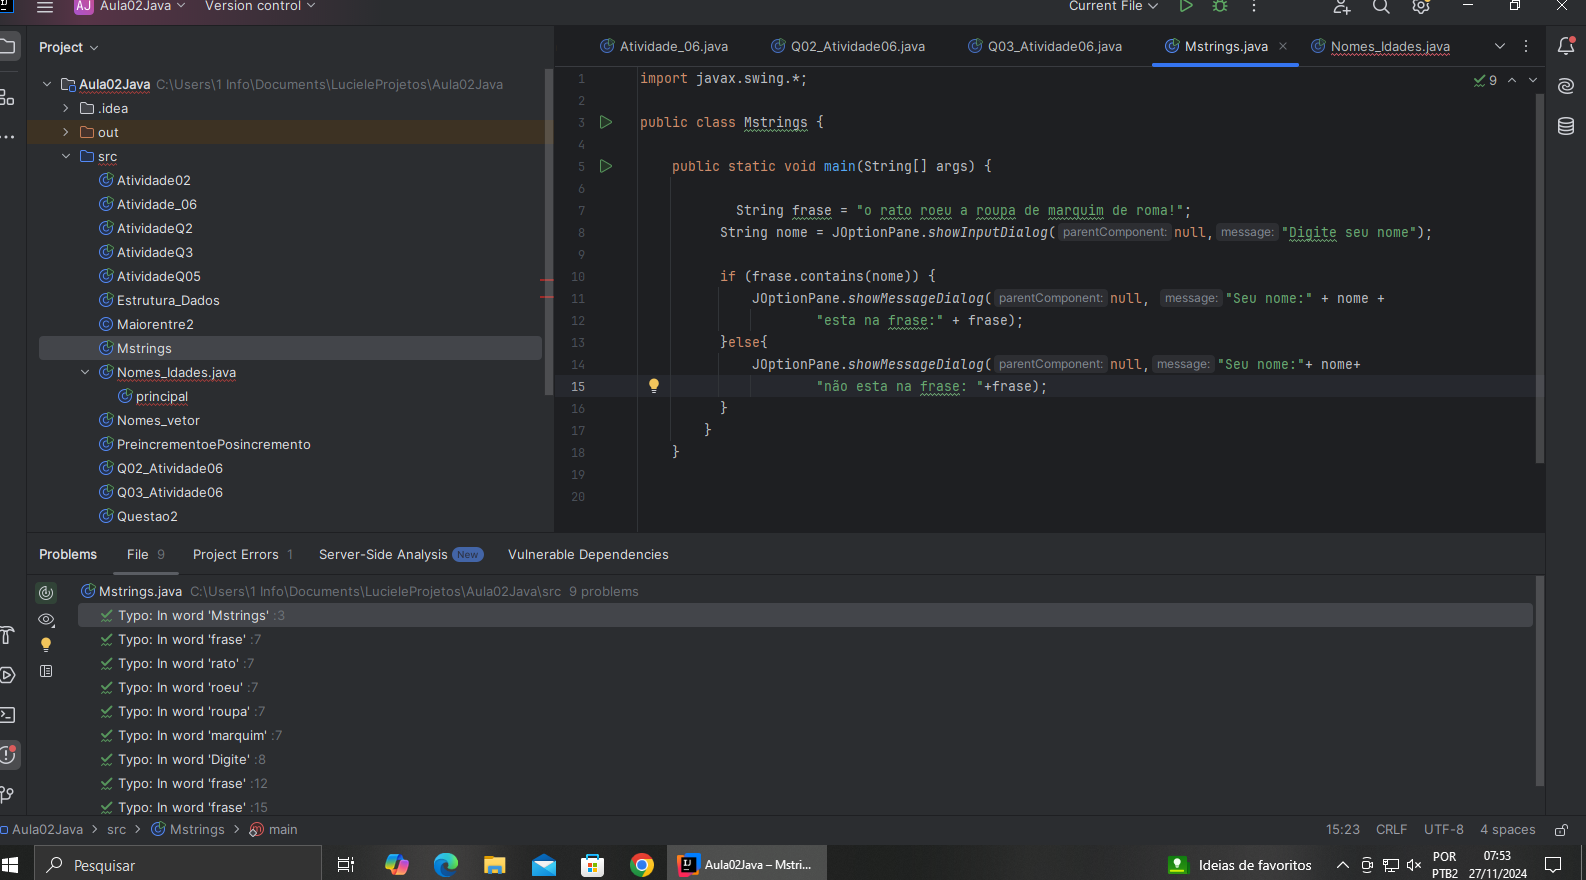 AJ Aula02Java Version control Current File
Project
Atividade_06.java Q02_Atividade06.java Q03_Atividade06.java Mstrings.java Nomes_Idades.java
Aula02Java C:\Users\1 Info\Documents\LucieleProjetos\Aula02Java
.idea
out
src
Atividade02
Atividade_06
AtividadeQ2
AtividadeQ3
AtividadeQ05
Estrutura_Dados
Maiorentre2
Mstrings
Nomes_Idades.java
principal
Nomes_vetor
PreincrementoePosincremento
Q02_Atividade06
Q03_Atividade06
Questao2
9
1 import javax.swing.*;
2
3 public class Mstrings {
4
5 public static void main(String[] args) {
6
7 String frase = "o rato roeu a roupa de marquim de roma!";
8 String nome = JOptionPane.showInputDialog( parentComponent: null, message: "Digite seu nome");
9
10 if (frase.contains(nome)) {
11 JOptionPane.showMessageDialog( parentComponent: null, message: "Seu nome:" + nome +
12 "esta na frase:" + frase);
13 }else{
14 JOptionPane.showMessageDialog( parentComponent: null, message: "Seu nome:"+ nome+
15 "não esta na frase: "+frase);
16 }
17 }
18 }
19
20
Problems File 9 Project Errors 1 Server-Side Analysis New Vulnerable Dependencies
Mstrings.java C:\Users\1 Info\Documents\LucieleProjetos\Aula02Java\src 9 problems
Typo: In word 'Mstrings' :3
Typo: In word 'frase' :7
Typo: In word 'rato' :7
Typo: In word 'roeu' :7
Typo: In word 'roupa' :7
Typo: In word 'marquim' :7
Typo: In word 'Digite' :8
Typo: In word 'frase' :12
Typo: In word 'frase' :15
Aula02Java > src > Mstrings > main 15:23 CRLF UTF-8 4 spaces
Pesquisar Aula02Java – Mstri... Ideias de favoritos POR PTB2 07:53 27/11/2024